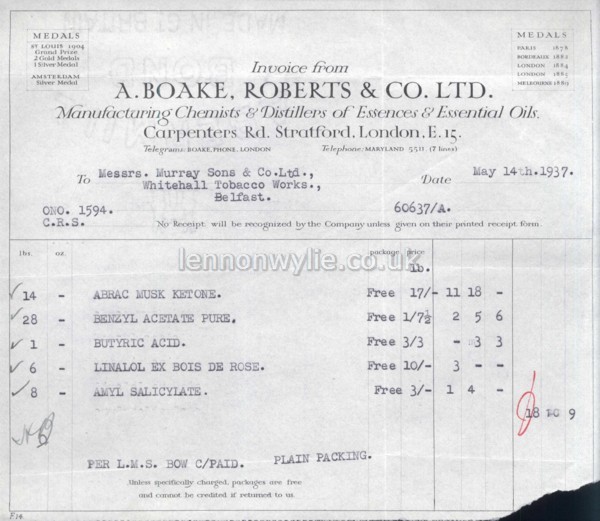 MEDALS
ST LOUIS 1904
Grand Prize
2 Gold Medals
1 Silver Medal
AMSTERDAM
Silver Medal
MEDALS
PARIS 1878
BORDEAUX 1882
LONDON 1884
LONDON 1885
MELBOURNE 1889
Invoice from
A. BOAKE, ROBERTS & CO. LTD.
Manufacturing Chemists & Distillers of Essences & Essential Oils.
Carpenters Rd. Stratford, London, E.15.
Telegrams: BOAKE, PHONE, LONDON Telephone: MARYLAND 5511 (7 lines)
To Messrs. Murray Sons & Co.Ltd., Date May 14th.1937.
Whitehall Tobacco Works.,
Belfast.
ONO. 1594. 60637/A.
C.R.S. No Receipt will be recognized by the Company unless given on their printed receipt form.
lennonwylie.co.uk
lbs. oz. package price
lb.
14 - ABRAC MUSK KETONE. Free 17/- 11 18 -
28 - BENZYL ACETATE PURE. Free 1/7½ 2 5 6
1 - BUTYRIC ACID. Free 3/3 - 3 3
6 - LINALOL EX BOIS DE ROSE. Free 10/- 3 - -
8 - AMYL SALICYLATE. Free 3/- 1 4 -
18 10 9
PER L.M.S. BOW C/PAID. PLAIN PACKING.
Unless specifically charged, packages are free
and cannot be credited if returned to us.
F14